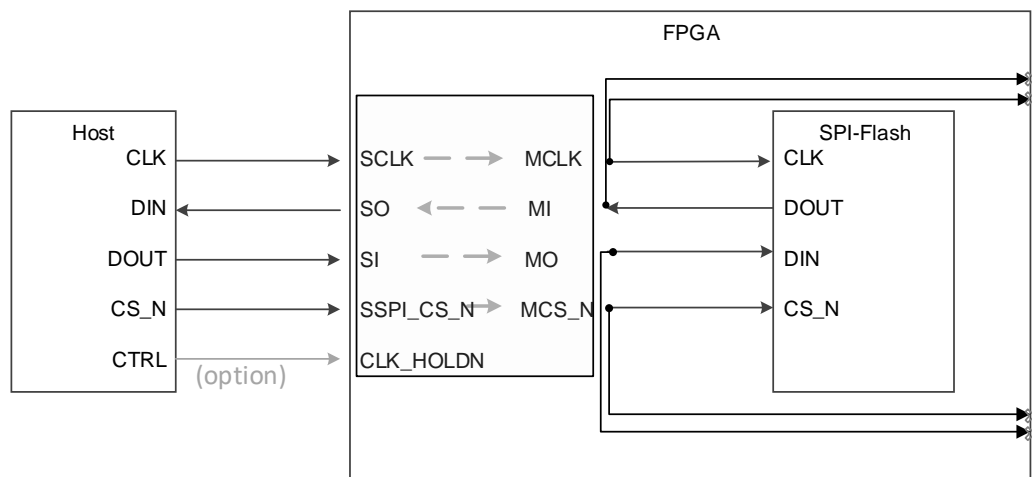 FPGA
Host
SPI-Flash
CLK
SCLK
MCLK
CLK
DIN
SO
MI
DOUT
DOUT
SI
MO
DIN
CS_N
SSPI_CS_N
MCS_N
CS_N
CTRL
(option)
CLK_HOLDN